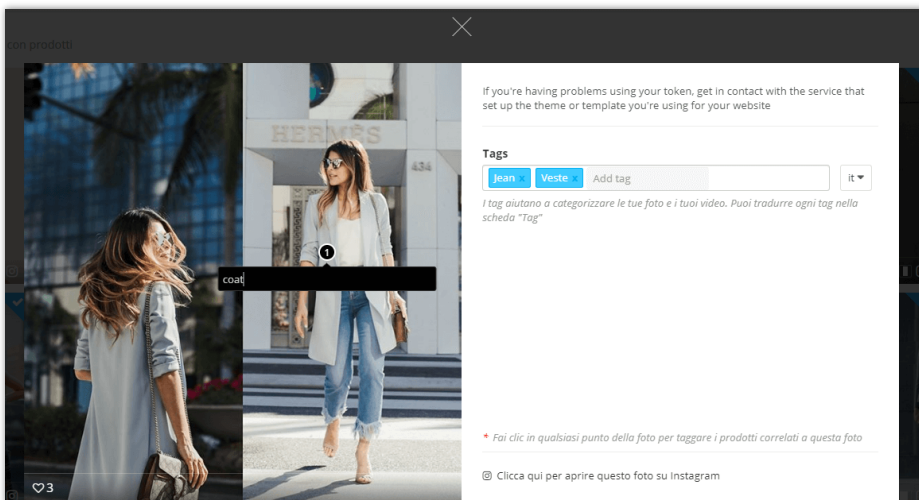 con prodotti
HERMÈS
434
1
coat
3
If you're having problems using your token, get in contact with the service that
set up the theme or template you're using for your website
Tags
Jean x Veste x Add tag
it
I tag aiutano a categorizzare le tue foto e i tuoi video. Puoi tradurre ogni tag nella
scheda "Tag"
* Fai clic in qualsiasi punto della foto per taggare i prodotti correlati a questa foto
Clicca qui per aprire questo foto su Instagram